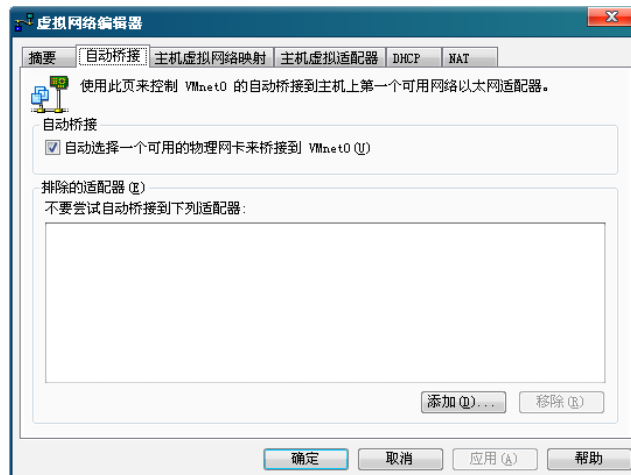 虚拟网络编辑器
摘要 自动桥接 主机虚拟网络映射 主机虚拟适配器 DHCP NAT
使用此页来控制 VMnet0 的自动桥接到主机上第一个可用网络以太网适配器。
自动桥接
自动选择一个可用的物理网卡来桥接到 VMnet0(U)
排除的适配器(E)
不要尝试自动桥接到下列适配器:
添加(D)... 移除(R)
确定 取消 应用(A) 帮助